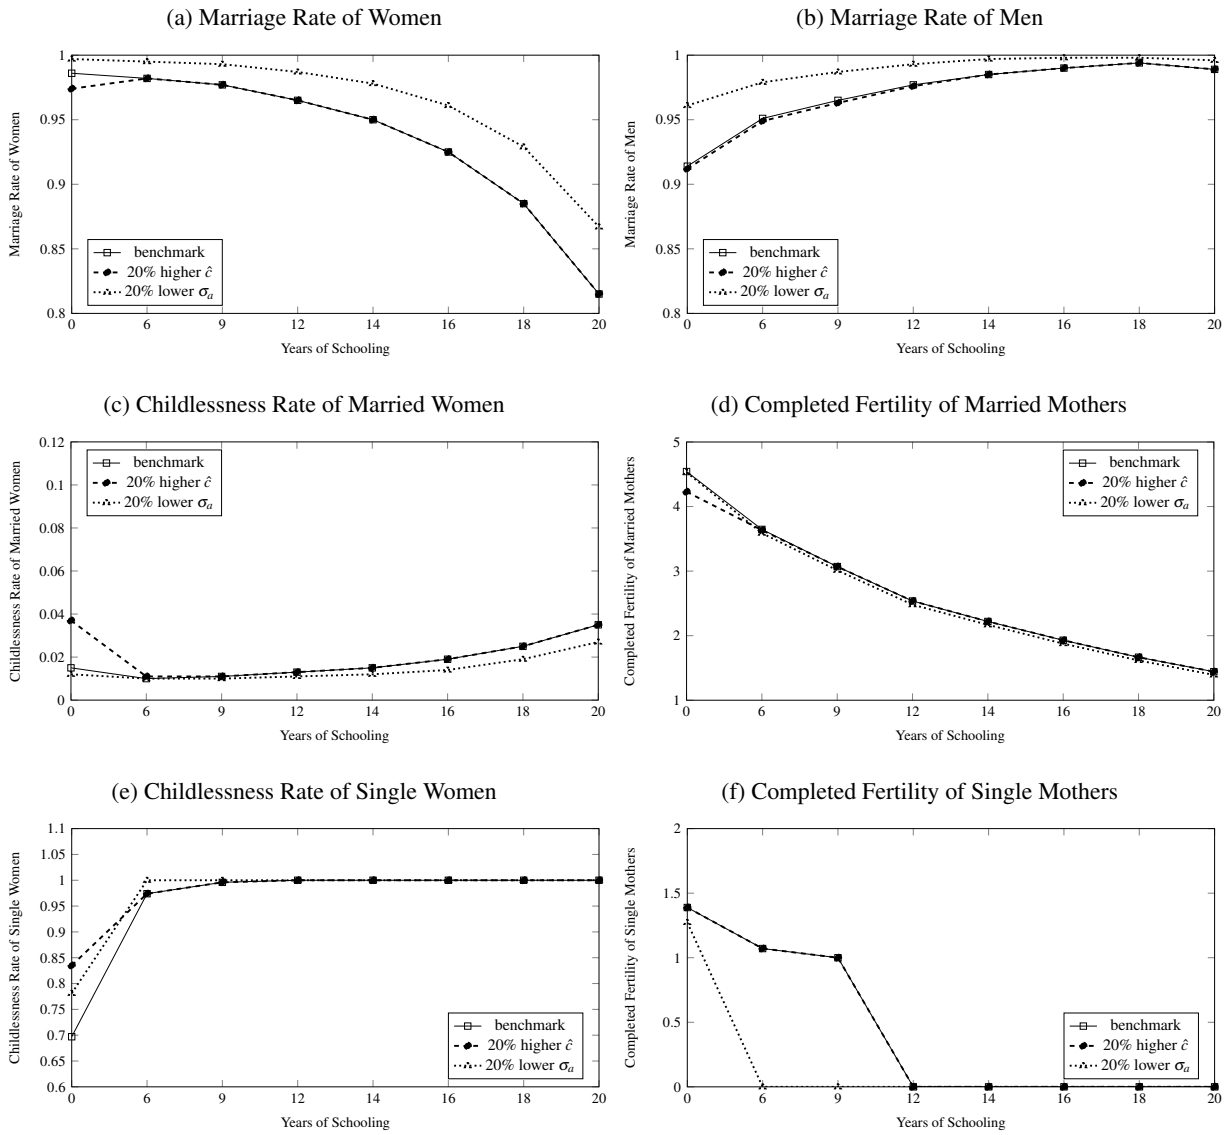 (a) Marriage Rate of Women
Marriage Rate of Women
1
0.95
0.9
0.85
0.8
benchmark
20% higher ĉ
20% lower σₐ
0 6 9 12 14 16 18 20
Years of Schooling
(b) Marriage Rate of Men
Marriage Rate of Men
1
0.95
0.9
0.85
0.8
benchmark
20% higher ĉ
20% lower σₐ
0 6 9 12 14 16 18 20
Years of Schooling
(c) Childlessness Rate of Married Women
Childlessness Rate of Married Women
0.12
0.1
0.08
0.06
0.04
0.02
0
benchmark
20% higher ĉ
20% lower σₐ
0 6 9 12 14 16 18 20
Years of Schooling
(d) Completed Fertility of Married Mothers
Completed Fertility of Married Mothers
5
4
3
2
1
benchmark
20% higher ĉ
20% lower σₐ
0 6 9 12 14 16 18 20
Years of Schooling
(e) Childlessness Rate of Single Women
Childlessness Rate of Single Women
1.1
1.05
1
0.95
0.9
0.85
0.8
0.75
0.7
0.65
0.6
benchmark
20% higher ĉ
20% lower σₐ
0 6 9 12 14 16 18 20
Years of Schooling
(f) Completed Fertility of Single Mothers
Completed Fertility of Single Mothers
2
1.5
1
0.5
0
benchmark
20% higher ĉ
20% lower σₐ
0 6 9 12 14 16 18 20
Years of Schooling